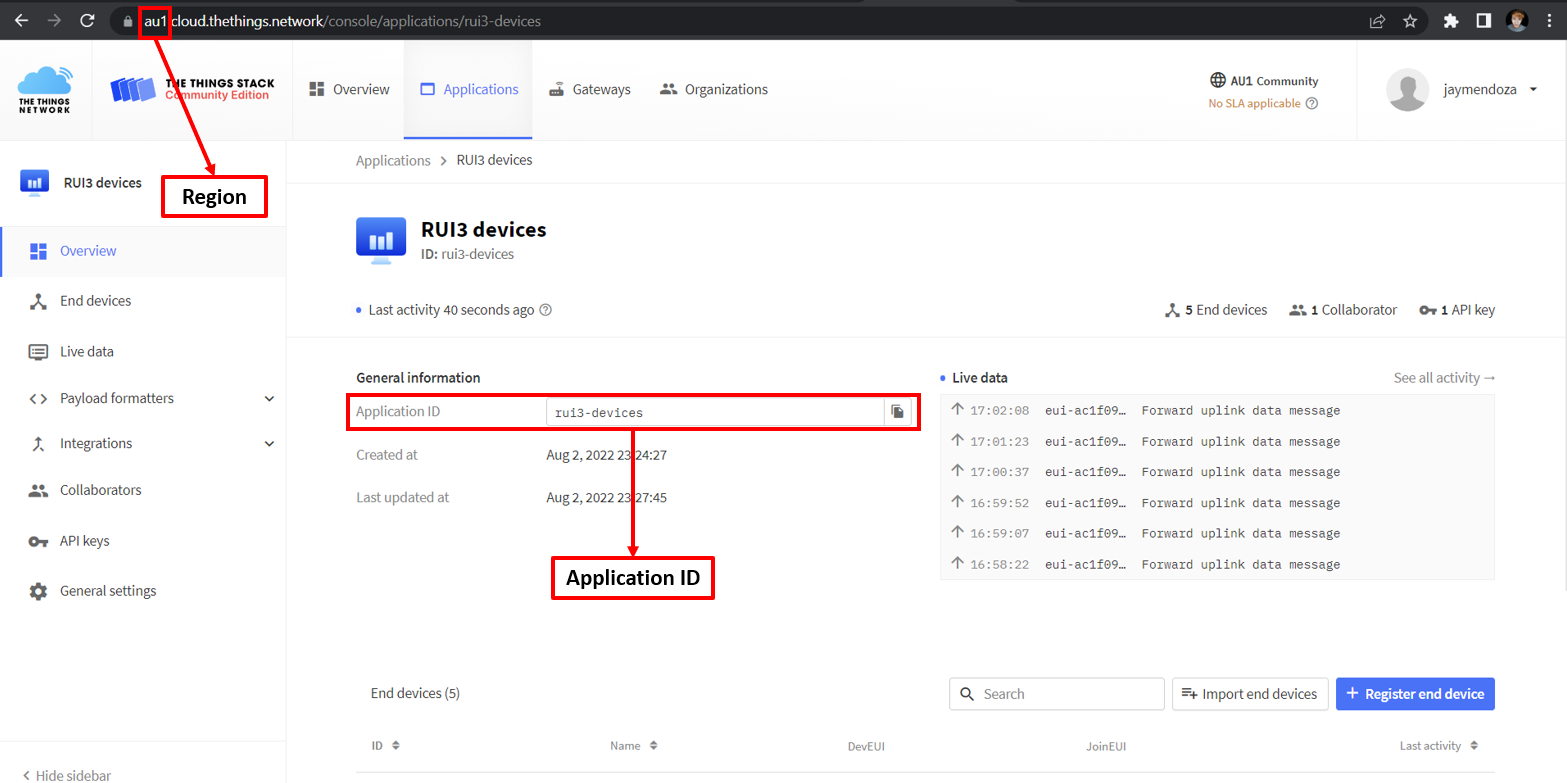 au1.cloud.thethings.network/console/applications/rui3-devices
THE THINGS NETWORK
THE THINGS STACK
Community Edition
Overview
Applications
Gateways
Organizations
AU1 Community
No SLA applicable
jaymendoza
RUI3 devices
Region
Overview
End devices
Live data
Payload formatters
Integrations
Collaborators
API keys
General settings
< Hide sidebar
Applications > RUI3 devices
RUI3 devices
ID: rui3-devices
Last activity 40 seconds ago
5 End devices
1 Collaborator
1 API key
General information
Application ID rui3-devices
Created at Aug 2, 2022 23:24:27
Last updated at Aug 2, 2022 23:27:45
Application ID
Live data
See all activity →
↑ 17:02:08 eui-ac1f09… Forward uplink data message
↑ 17:01:23 eui-ac1f09… Forward uplink data message
↑ 17:00:37 eui-ac1f09… Forward uplink data message
↑ 16:59:52 eui-ac1f09… Forward uplink data message
↑ 16:59:07 eui-ac1f09… Forward uplink data message
↑ 16:58:22 eui-ac1f09… Forward uplink data message
End devices (5)
Search
Import end devices
+ Register end device
ID Name DevEUI JoinEUI Last activity